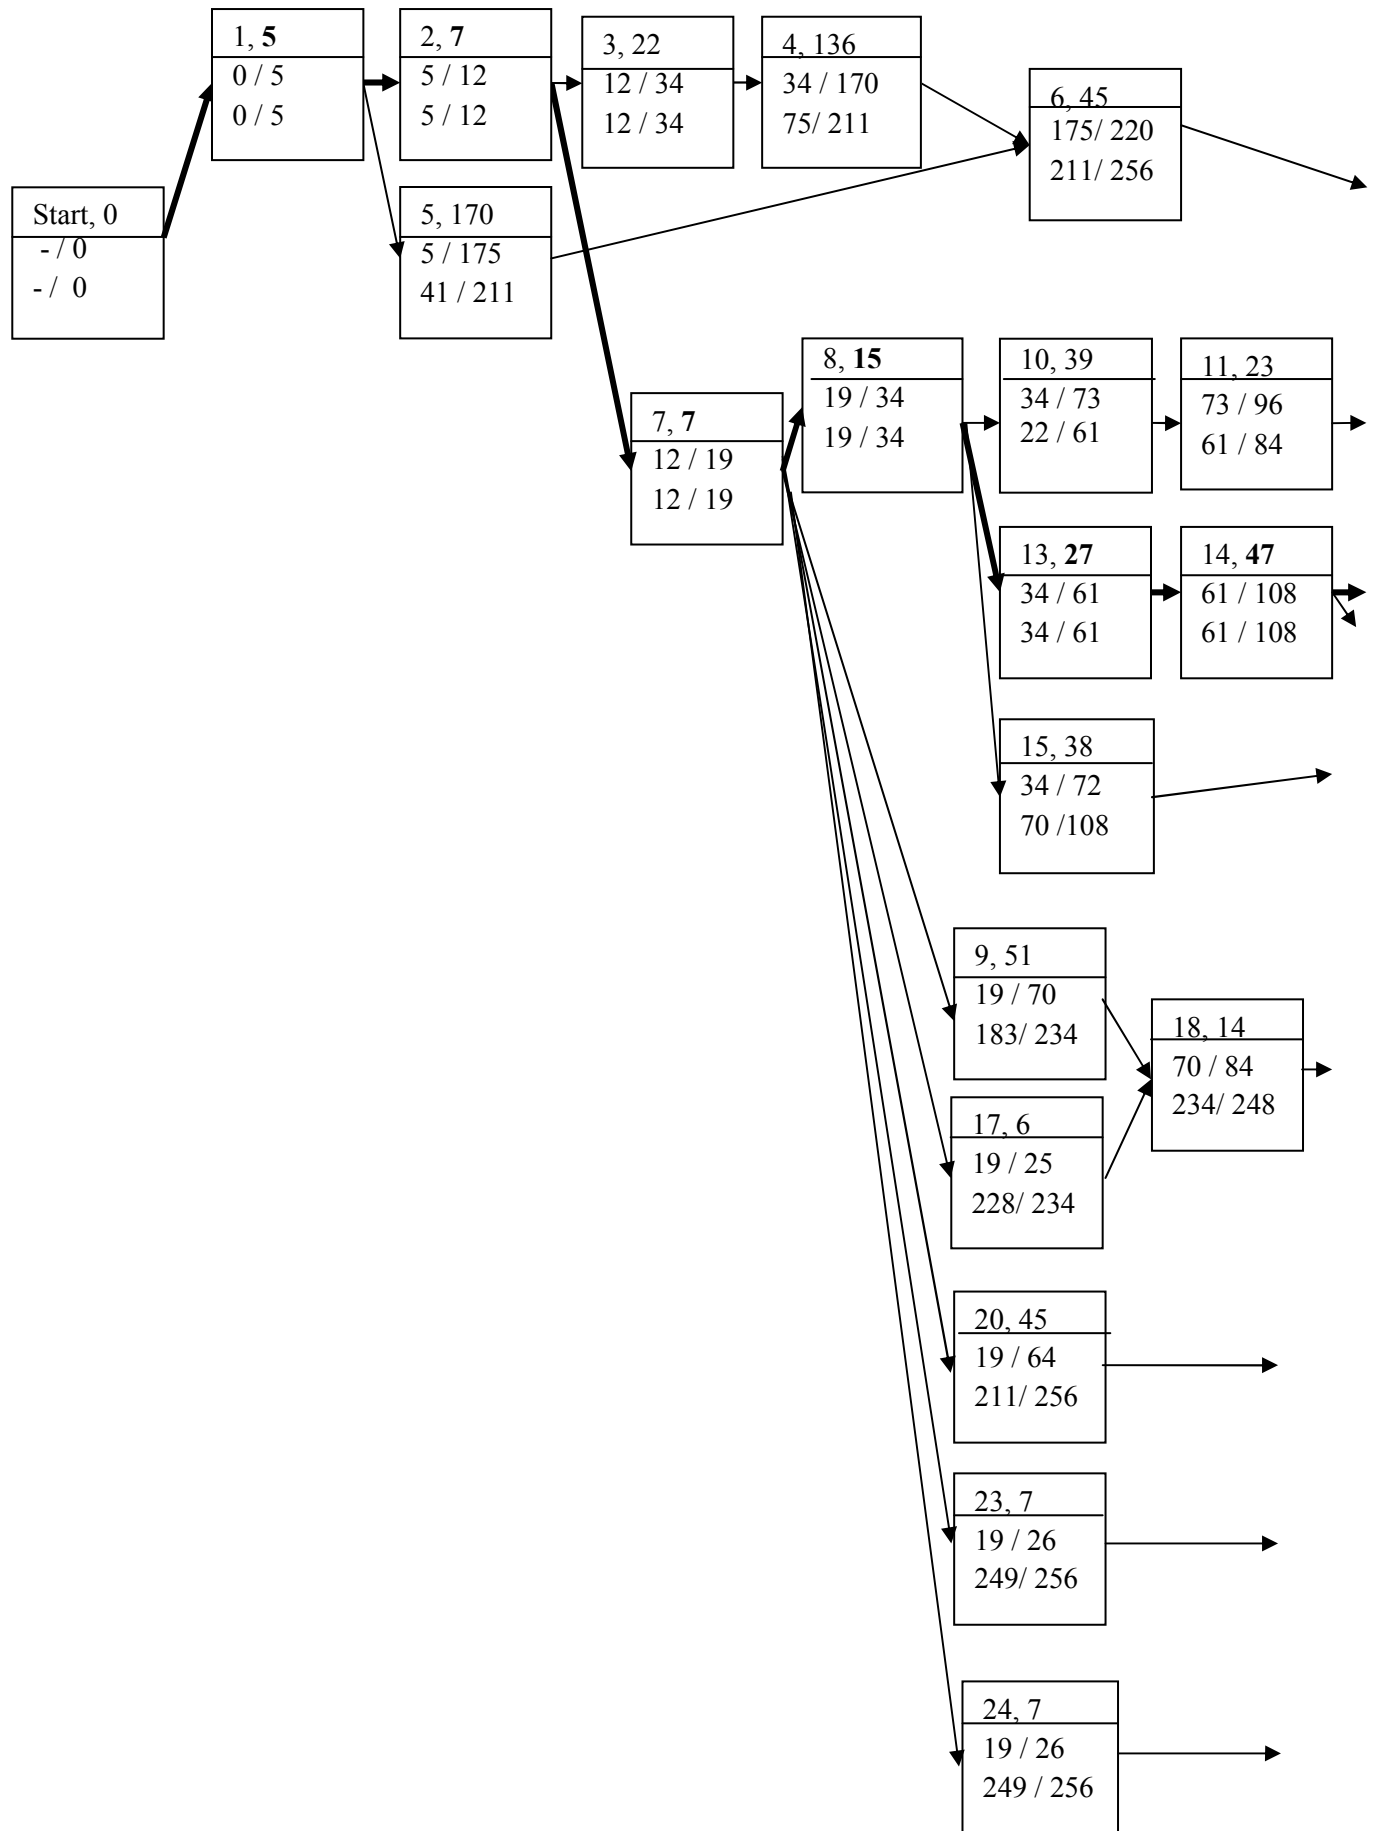 1, 5
0 / 5
0 / 5
2, 7
5 / 12
5 / 12
3, 22
12 / 34
12 / 34
4, 136
34 / 170
75/ 211
6, 45
175/ 220
211/ 256
Start, 0
- / 0
- / 0
5, 170
5 / 175
41 / 211
7, 7
12 / 19
12 / 19
8, 15
19 / 34
19 / 34
10, 39
34 / 73
22 / 61
11, 23
73 / 96
61 / 84
13, 27
34 / 61
34 / 61
14, 47
61 / 108
61 / 108
15, 38
34 / 72
70 /108
9, 51
19 / 70
183/ 234
18, 14
70 / 84
234/ 248
17, 6
19 / 25
228/ 234
20, 45
19 / 64
211/ 256
23, 7
19 / 26
249/ 256
24, 7
19 / 26
249 / 256